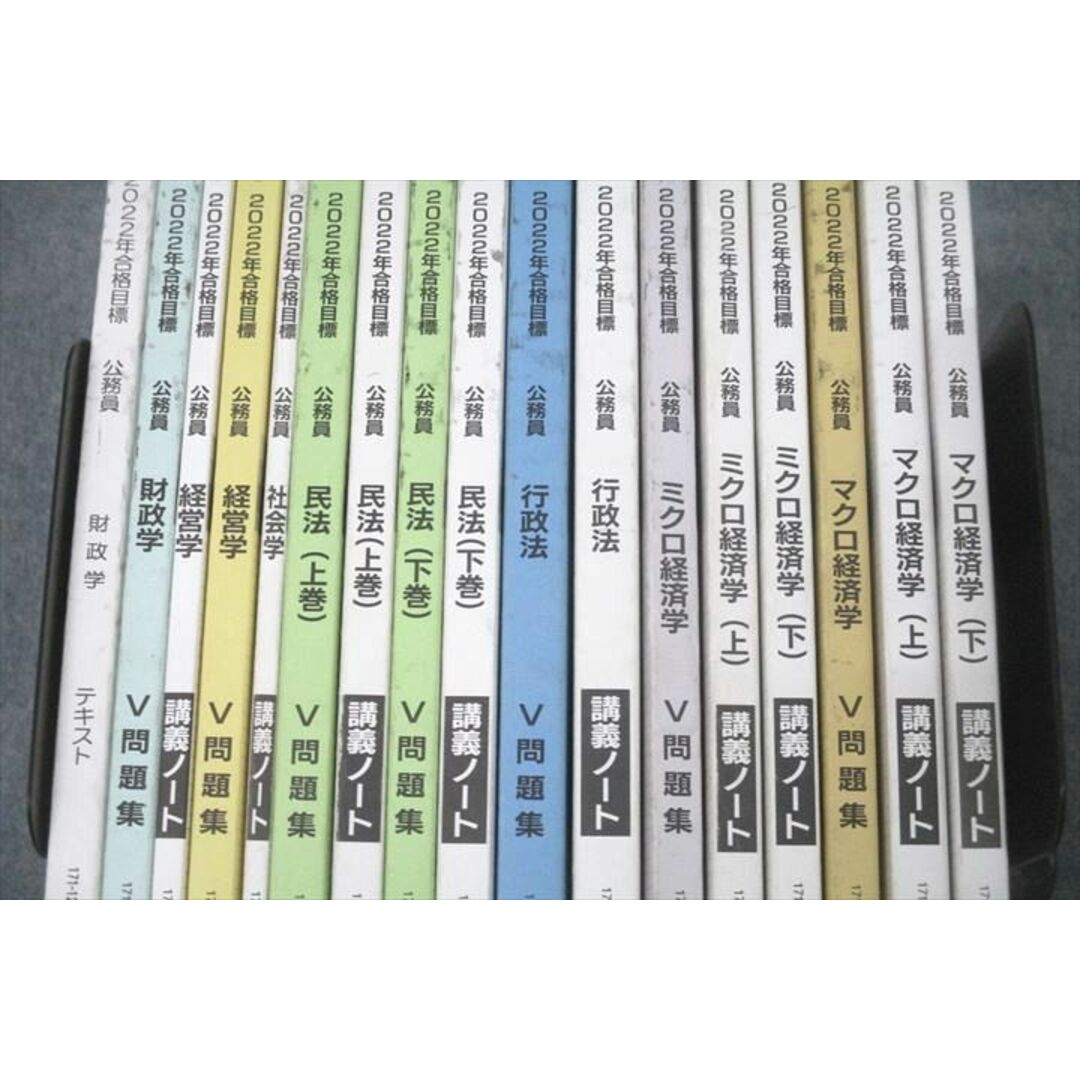 2022年合格目標 公務員 財政学 テキスト 171-12
2022年合格目標 公務員 財政学 V問題集 171
2022年合格目標 公務員 経営学 講義ノート 17
2022年合格目標 公務員 経営学 V問題集 17
2022年合格目標 公務員 社会学 講義ノート 1
2022年合格目標 公務員 民法(上巻) V問題集 171
2022年合格目標 公務員 民法(上巻) 講義ノート 171
2022年合格目標 公務員 民法(下巻) V問題集 17
2022年合格目標 公務員 民法(下巻) 講義ノート 17
2022年合格目標 公務員 行政法 V問題集 1
2022年合格目標 公務員 行政法 講義ノート 17
2022年合格目標 公務員 ミクロ経済学 V問題集 17
2022年合格目標 公務員 ミクロ経済学(上) 講義ノート 17
2022年合格目標 公務員 ミクロ経済学(下) 講義ノート 171
2022年合格目標 公務員 マクロ経済学 V問題集 171
2022年合格目標 公務員 マクロ経済学(上) 講義ノート 171
2022年合格目標 公務員 マクロ経済学(下) 講義ノート 171